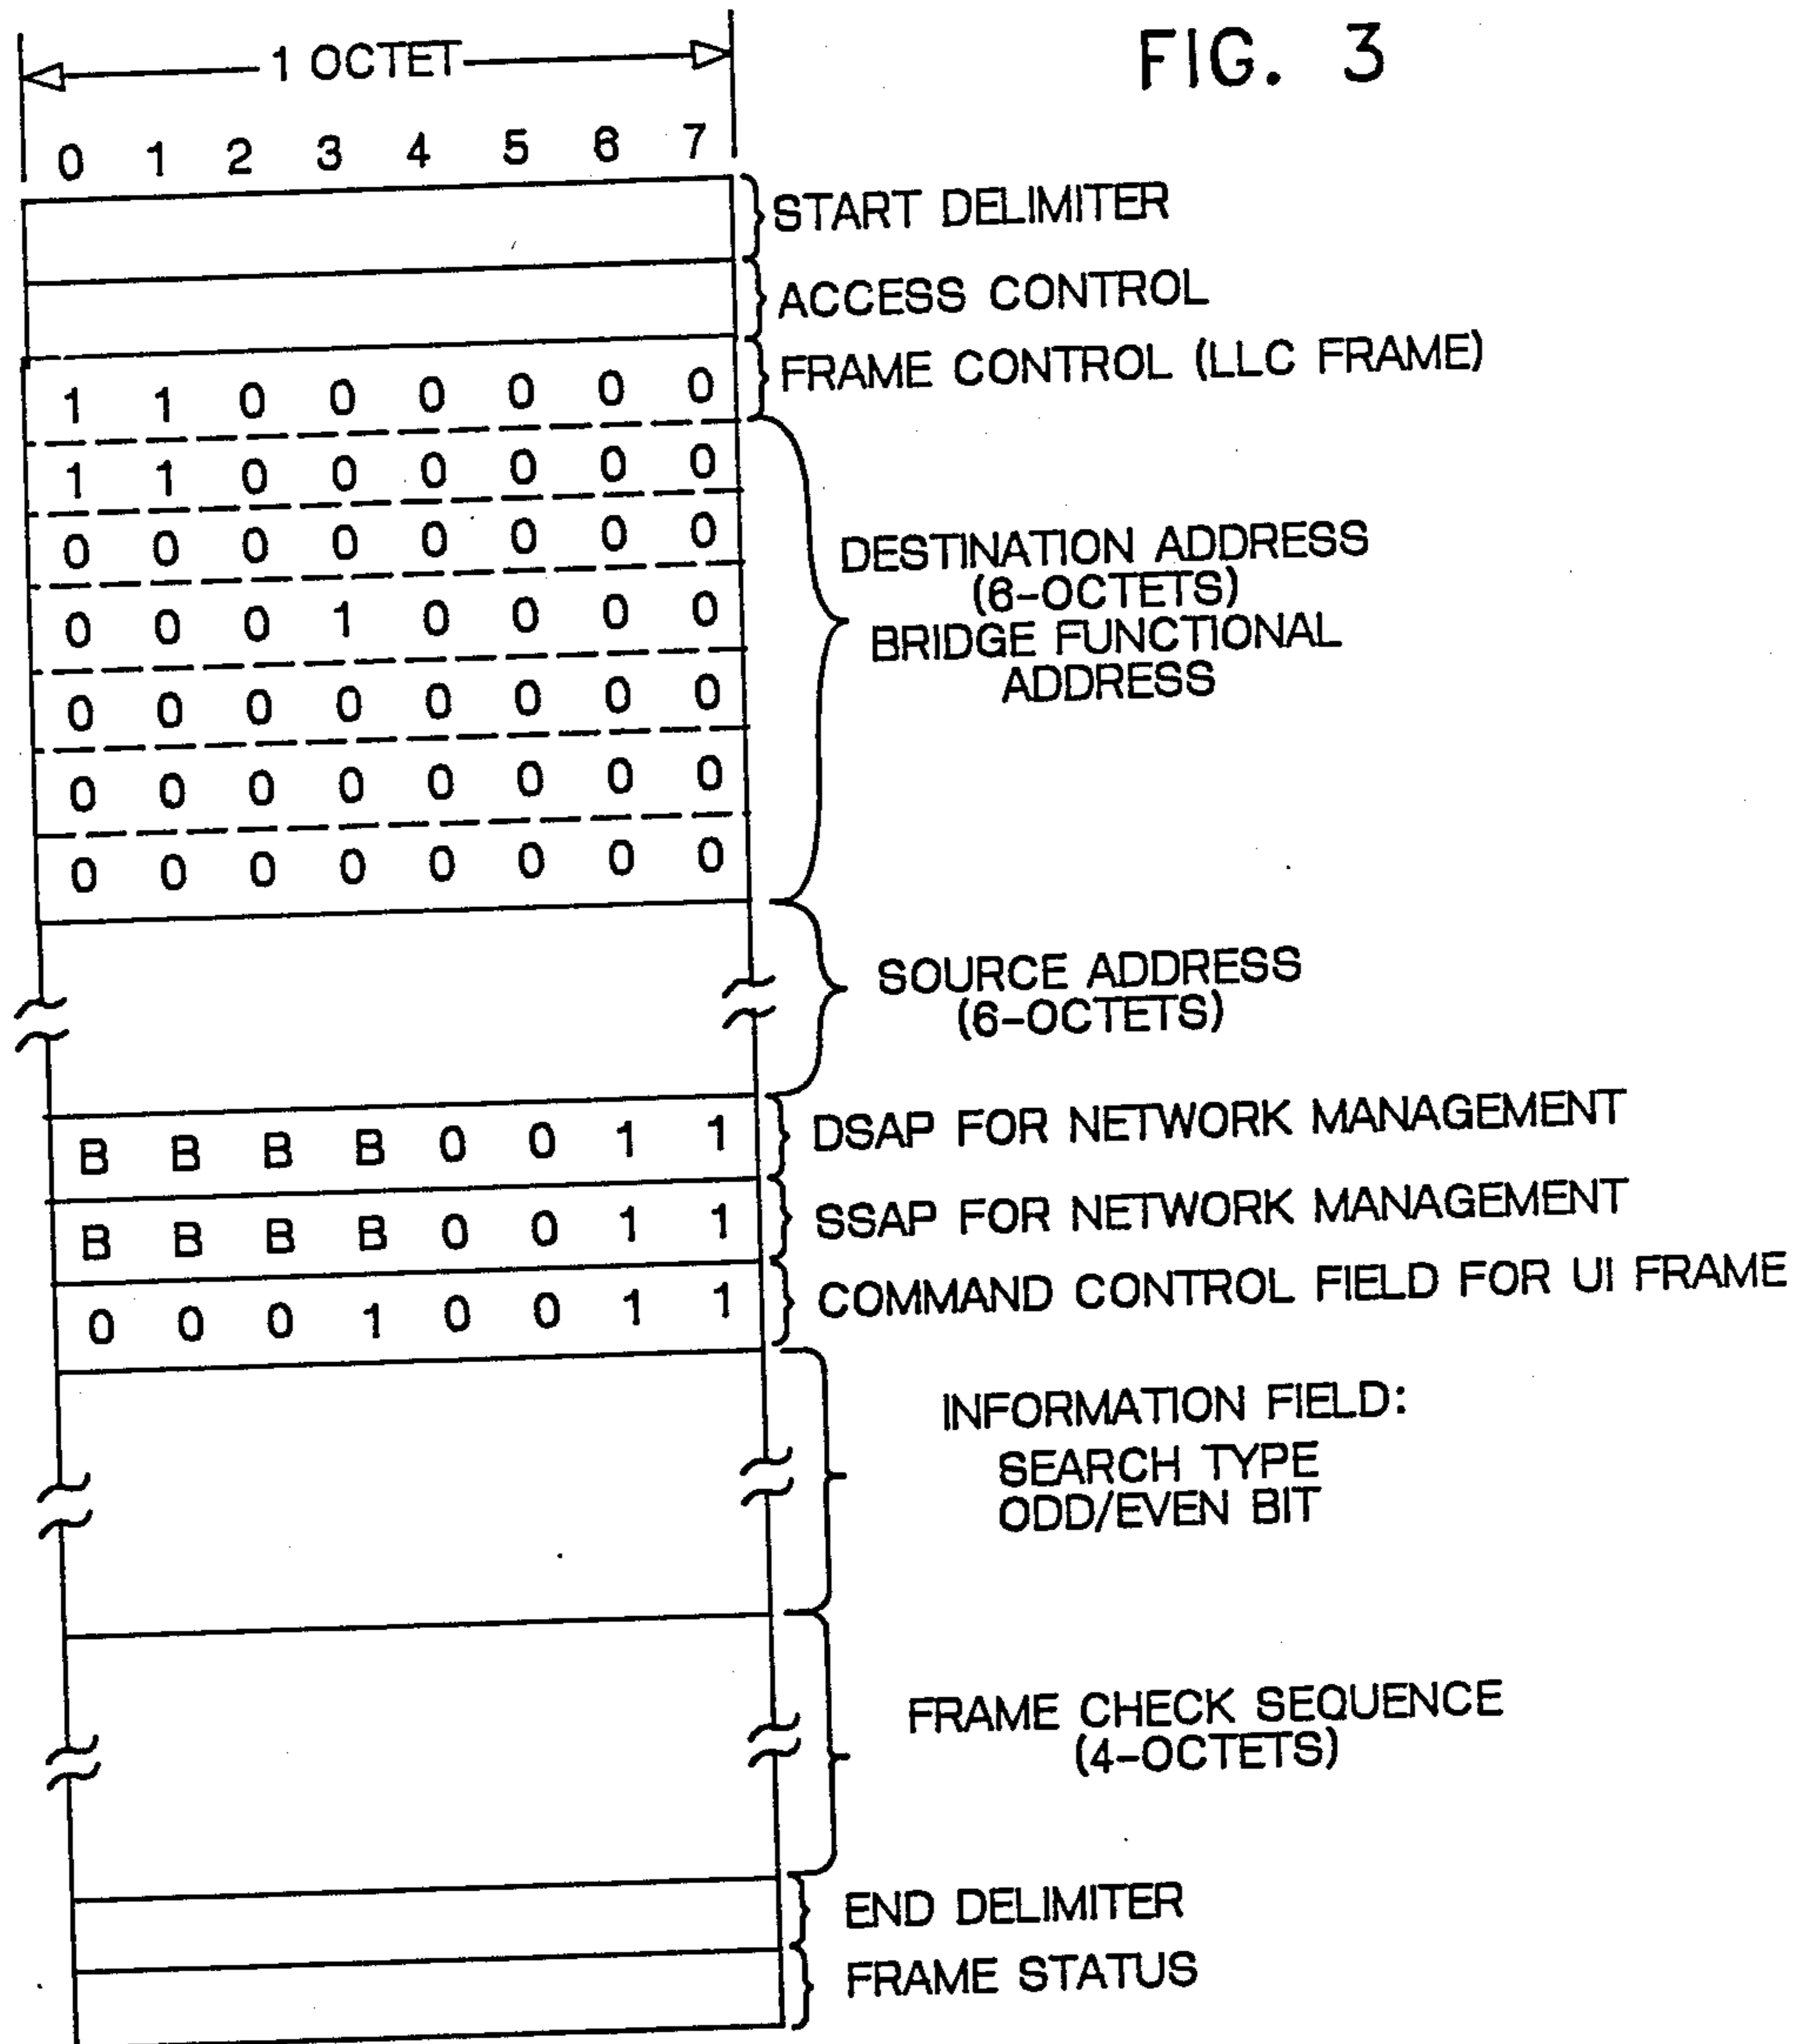 FIG. 3
1 OCTET
0 1 2 3 4 5 6 7
START DELIMITER
ACCESS CONTROL
1 1 0 0 0 0 0 0 FRAME CONTROL (LLC FRAME)
1 1 0 0 0 0 0 0
0 0 0 0 0 0 0 0
0 0 0 1 0 0 0 0
0 0 0 0 0 0 0 0
0 0 0 0 0 0 0 0
0 0 0 0 0 0 0 0
DESTINATION ADDRESS
(6-OCTETS)
BRIDGE FUNCTIONAL
ADDRESS
SOURCE ADDRESS
(6-OCTETS)
B B B B 0 0 1 1 DSAP FOR NETWORK MANAGEMENT
B B B B 0 0 1 1 SSAP FOR NETWORK MANAGEMENT
0 0 0 1 0 0 1 1 COMMAND CONTROL FIELD FOR UI FRAME
INFORMATION FIELD:
SEARCH TYPE
ODD/EVEN BIT
FRAME CHECK SEQUENCE
(4-OCTETS)
END DELIMITER
FRAME STATUS